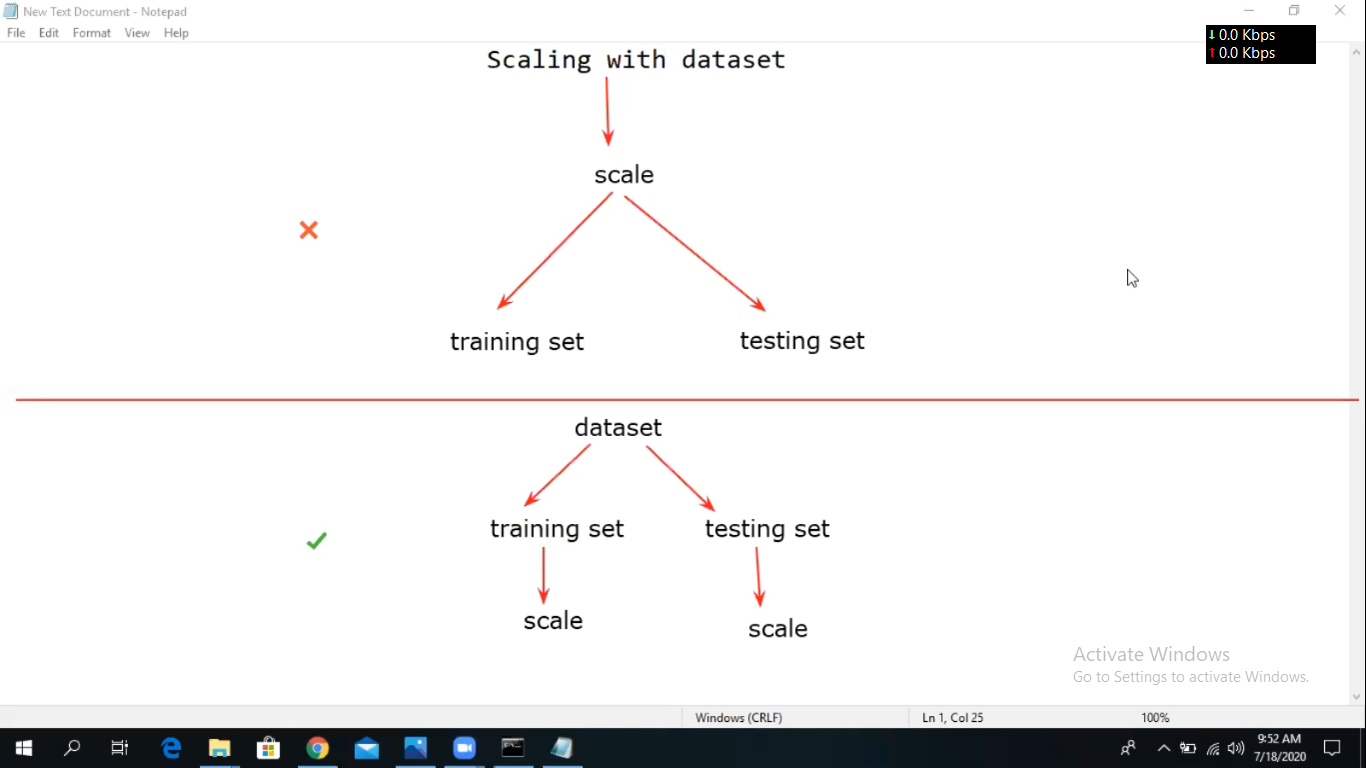 New Text Document - Notepad
File Edit Format View Help
↓ 0.0 Kbps
↑ 0.0 Kbps
Scaling with dataset
scale
training set testing set
dataset
training set testing set
scale scale
Activate Windows
Go to Settings to activate Windows.
Windows (CRLF) Ln 1, Col 25 100%
9:52 AM
7/18/2020